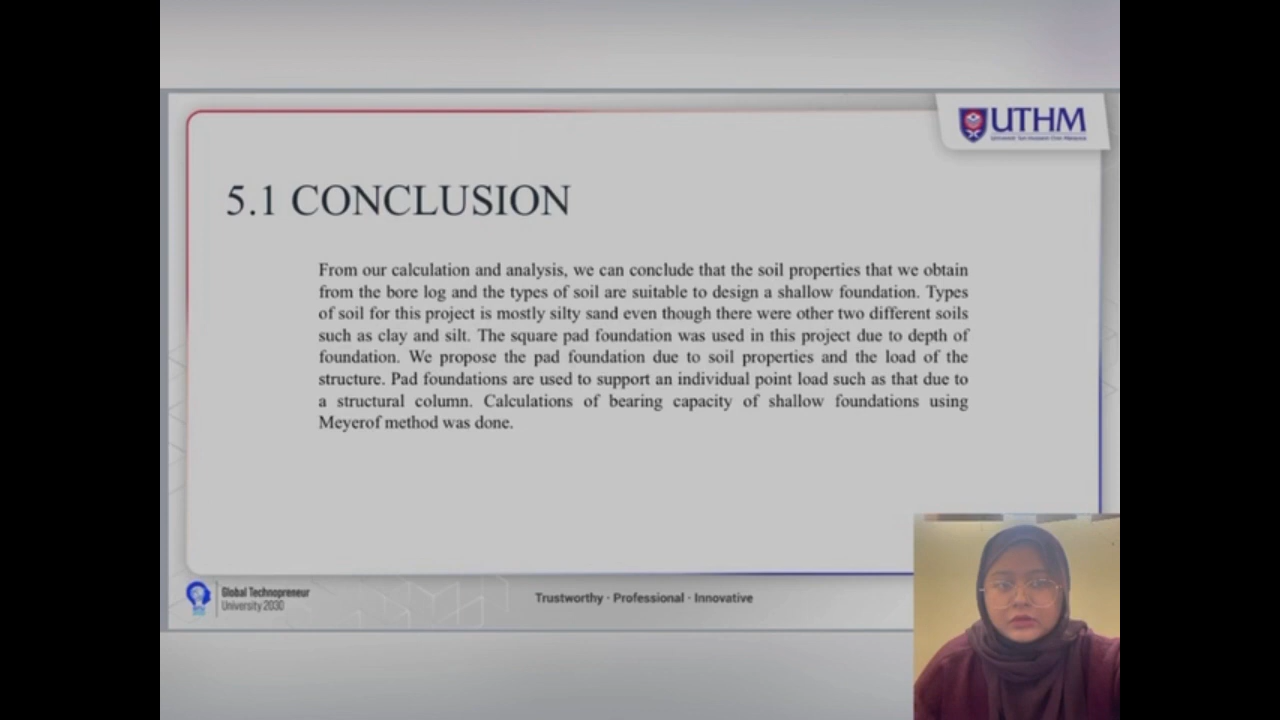 UTHM
5.1 CONCLUSION
From our calculation and analysis, we can conclude that the soil properties that we obtain
from the bore log and the types of soil are suitable to design a shallow foundation. Types
of soil for this project is mostly silty sand even though there were other two different soils
such as clay and silt. The square pad foundation was used in this project due to depth of
foundation. We propose the pad foundation due to soil properties and the load of the
structure. Pad foundations are used to support an individual point load such as that due to
a structural column. Calculations of bearing capacity of shallow foundations using
Meyerof method was done.
Global Technopreneur
University 2030
Trustworthy · Professional · Innovative